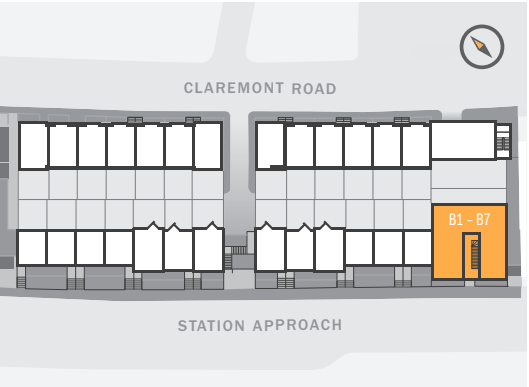 CLAREMONT ROAD
B1 – B7
STATION APPROACH